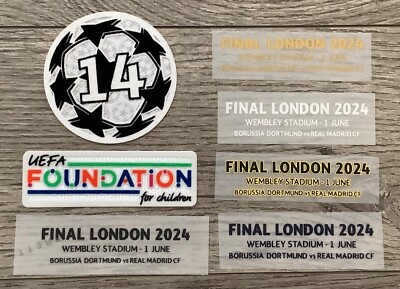 14
UEFA
FOUNDATION
for children
FINAL LONDON 2024
WEMBLEY STADIUM - 1 JUNE
BORUSSIA DORTMUND vs REAL MADRID CF
FINAL LONDON 2024
FINAL LONDON 2024
WEMBLEY STADIUM - 1 JUNE
BORUSSIA DORTMUND vs REAL MADRID CF
FINAL LONDON 2024
WEMBLEY STADIUM - 1 JUNE
BORUSSIA DORTMUND vs REAL MADRID CF
FINAL LONDON 2024
WEMBLEY STADIUM - 1 JUNE
BORUSSIA DORTMUND vs REAL MADRID CF